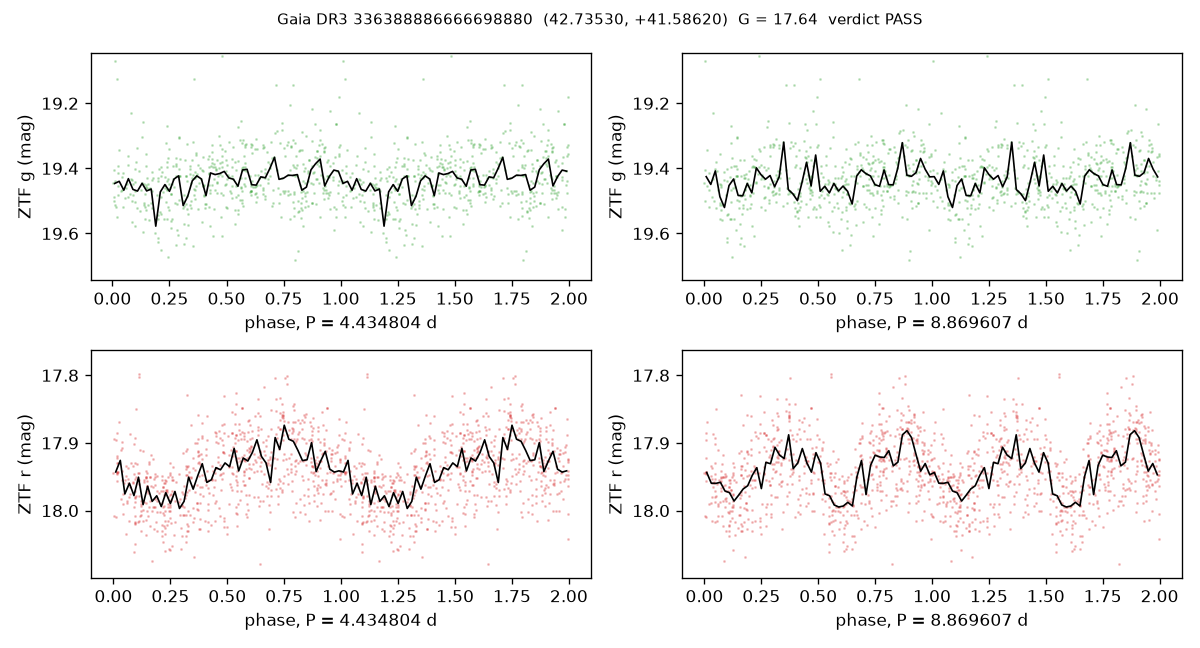 Gaia DR3 336388886666698880  (42.73530, +41.58620)  G = 17.64  verdict PASS
ZTF g (mag)
19.2
19.4
19.6
0.00 0.25 0.50 0.75 1.00 1.25 1.50 1.75 2.00
phase, P = 4.434804 d
ZTF g (mag)
19.2
19.4
19.6
0.00 0.25 0.50 0.75 1.00 1.25 1.50 1.75 2.00
phase, P = 8.869607 d
ZTF r (mag)
17.8
17.9
18.0
0.00 0.25 0.50 0.75 1.00 1.25 1.50 1.75 2.00
phase, P = 4.434804 d
ZTF r (mag)
17.8
17.9
18.0
0.00 0.25 0.50 0.75 1.00 1.25 1.50 1.75 2.00
phase, P = 8.869607 d